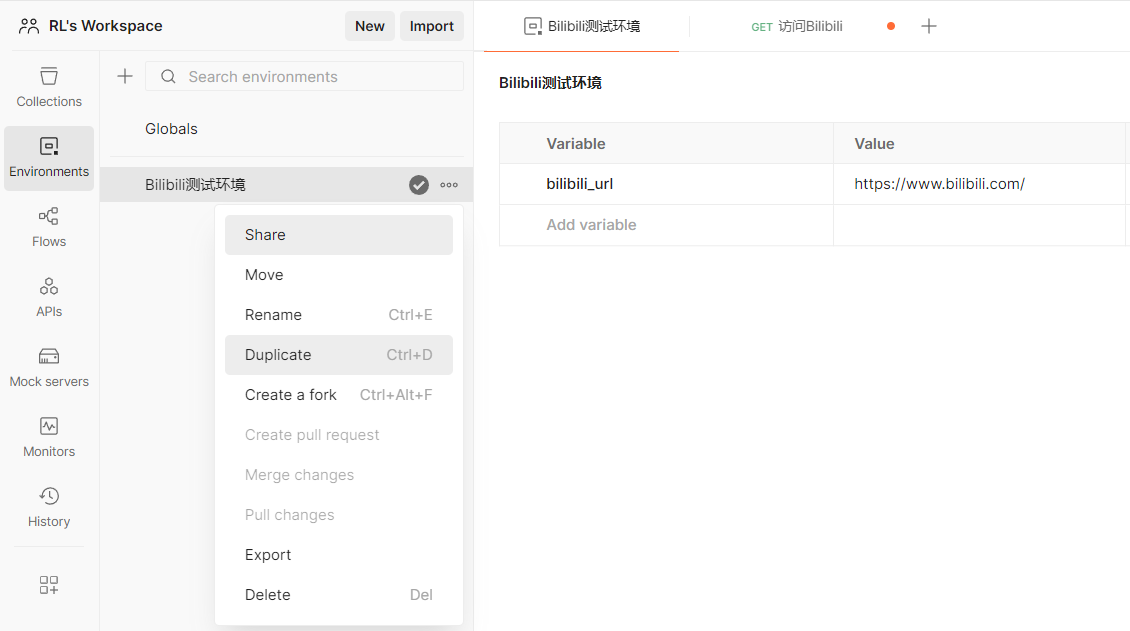 RL's Workspace
New
Import
Collections
Environments
Flows
APIs
Mock servers
Monitors
History
Search environments
Globals
Bilibili测试环境
Share
Move
Rename Ctrl+E
Duplicate Ctrl+D
Create a fork Ctrl+Alt+F
Create pull request
Merge changes
Pull changes
Export
Delete Del
Bilibili测试环境
GET 访问Bilibili
Bilibili测试环境
Variable Value
bilibili_url https://www.bilibili.com/
Add variable